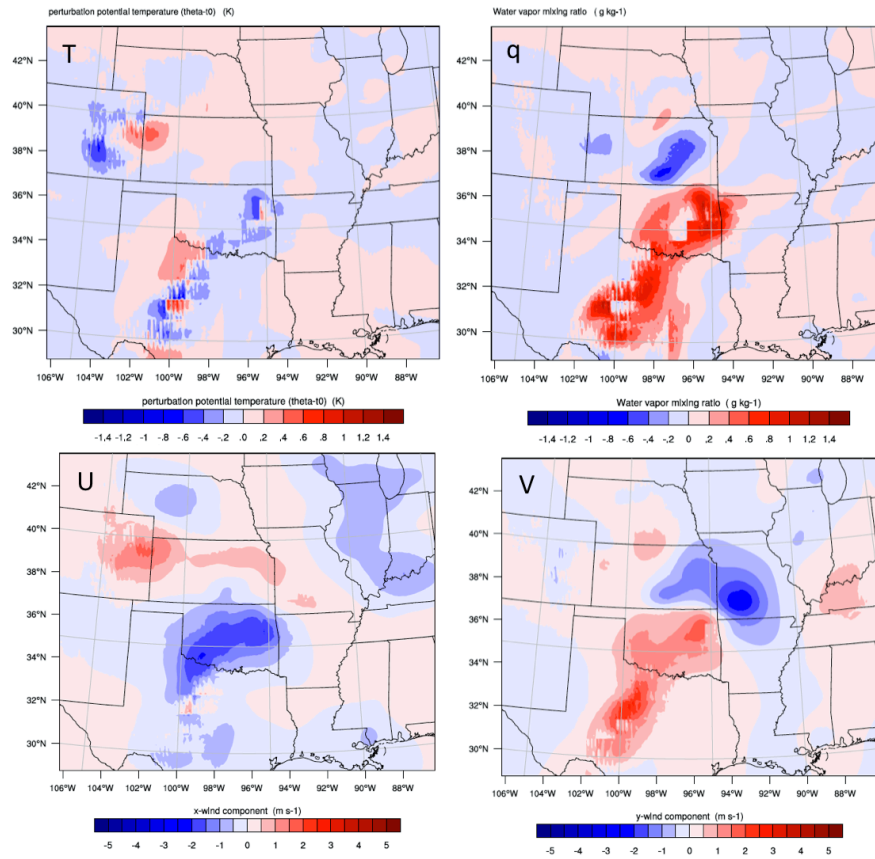 perturbation potential temperature (theta-t0) (K)
T
42°N
40°N
38°N
36°N
34°N
32°N
30°N
106°W 104°W 102°W 100°W 98°W 96°W 94°W 92°W 90°W 88°W
perturbation potential temperature (theta-t0) (K)
-1.4 -1.2 -1 -.8 -.6 -.4 -.2 .0 .2 .4 .6 .8 1 1.2 1.4
Water vapor mixing ratio ( g kg-1)
q
42°N
40°N
38°N
36°N
34°N
32°N
30°N
106°W 104°W 102°W 100°W 98°W 96°W 94°W 92°W 90°W 88°W
Water vapor mixing ratio ( g kg-1)
-1.4 -1.2 -1 -.8 -.6 -.4 -.2 .0 .2 .4 .6 .8 1 1.2 1.4
U
42°N
40°N
38°N
36°N
34°N
32°N
30°N
106°W 104°W 102°W 100°W 98°W 96°W 94°W 92°W 90°W 88°W
x-wind component (m s-1)
-5 -4 -3 -2 -1 0 1 2 3 4 5
V
42°N
40°N
38°N
36°N
34°N
32°N
30°N
106°W 104°W 102°W 100°W 98°W 96°W 94°W 92°W 90°W 88°W
y-wind component (m s-1)
-5 -4 -3 -2 -1 0 1 2 3 4 5